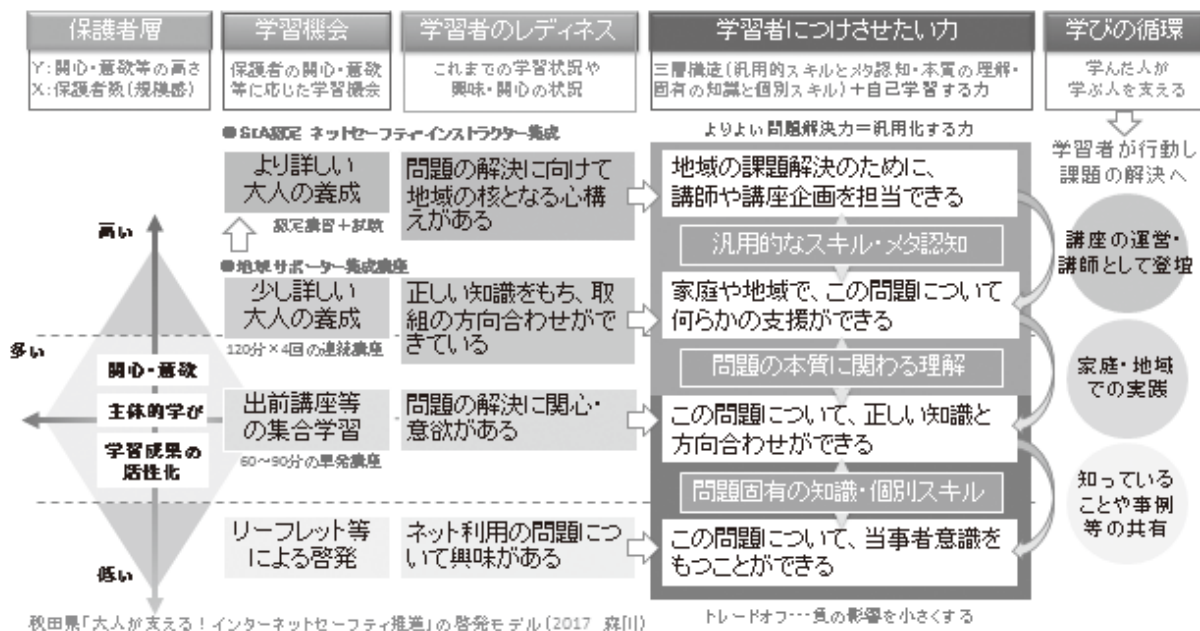 保護者層
Y:関心・意欲等の高さ
X:保護者数(規模感)
学習機会
保護者の関心・意欲
等に応じた学習機会
学習者のレディネス
これまでの学習状況や
興味・関心の状況
学習者につけさせたい力
三層構造(汎用的スキルとメタ認知・本質の理解・
固有の知識と個別スキル)+自己学習する力
学びの循環
学んだ人が
学ぶ人を支える
ネットセーフティ・インストラクター養成
よりよい問題解決力=汎用化する力
学習者が行動し
課題の解決へ
より詳しい
大人の養成
認定講習+試験
問題の解決に向けて
地域の核となる心構
えがある
地域の課題解決のために、
講師や講座企画を担当できる
高い
汎用的なスキル・メタ認知
講座の運営・
講師として登壇
●地域サポーター養成講座
少し詳しい
大人の養成
120分×4回の連続講座
正しい知識をもち、取
組の方向合わせがで
きている
家庭や地域で、この問題について
何らかの支援ができる
多い
関心・意欲
主体的学び
学習成果の
活性化
問題の本質に関わる理解
家庭・地域
での実践
出前講座等
の集合学習
60~90分の単発講座
問題の解決に関心・
意欲がある
この問題について、正しい知識と
方向合わせができる
問題固有の知識・個別スキル
知っている
ことや事例
等の共有
リーフレット等
による啓発
ネット利用の問題につ
いて興味がある
この問題について、当事者意識を
もつことができる
低い
トレードオフ…負の影響を小さくする
秋田県「大人が支える!インターネットセーフティ推進」の啓発モデル(2017 森川)